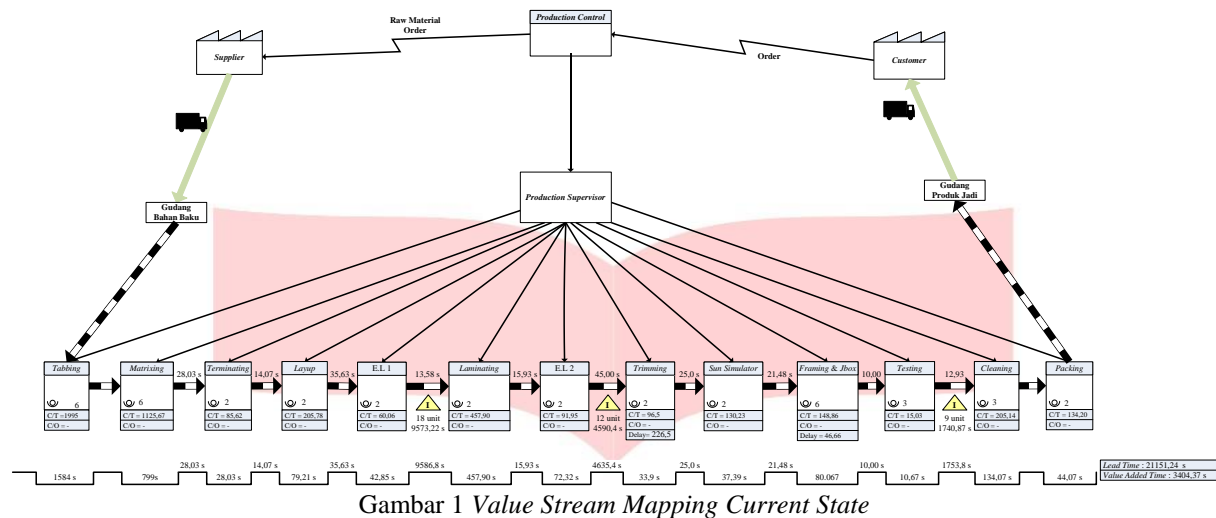 Production Control
Raw Material
Order
Supplier
Order
Customer
Production Supervisor
Gudang
Bahan Baku
Gudang
Produk Jadi
Tabbing
6
C/T =1995
C/O = -
Matrixing
6
C/T = 1125,67
C/O = -
28,03 s
Terminating
2
C/T = 85,62
C/O = -
14,07 s
Layup
2
C/T = 205,78
C/O = -
35,63 s
E.L 1
2
C/T = 60,06
C/O = -
13,58 s
I
18 unit
9573,22 s
Laminating
2
C/T = 457,90
C/O = -
15,93 s
E.L 2
2
C/T = 91,95
C/O = -
45,00 s
I
12 unit
4590,4 s
Trimming
2
C/T = 96,5
C/O = -
Delay= 226,5
25,0 s
Sun Simulator
2
C/T = 130,23
C/O = -
21,48 s
Framing & Jbox
6
C/T = 148,86
C/O = -
Delay= 46,66
10,00
Testing
3
C/T = 15,03
C/O = -
12,93
I
9 unit
1740,87 s
Cleaning
3
C/T = 205,14
C/O = -
Packing
2
C/T = 134,20
C/O = -
28,03 s 14,07 s 35,63 s 9586,8 s 15,93 s 4635,4 s 25,0 s 21,48 s 10,00 s 1753,8 s
1584 s 799s 28,03 s 79,21 s 42,85 s 457,90 s 72,32 s 33,9 s 37,39 s 80.067 10,67 s 134,07 s 44,07 s
Lead Time : 21151,24 s
Value Added Time : 3404,37 s
Gambar 1 Value Stream Mapping Current State